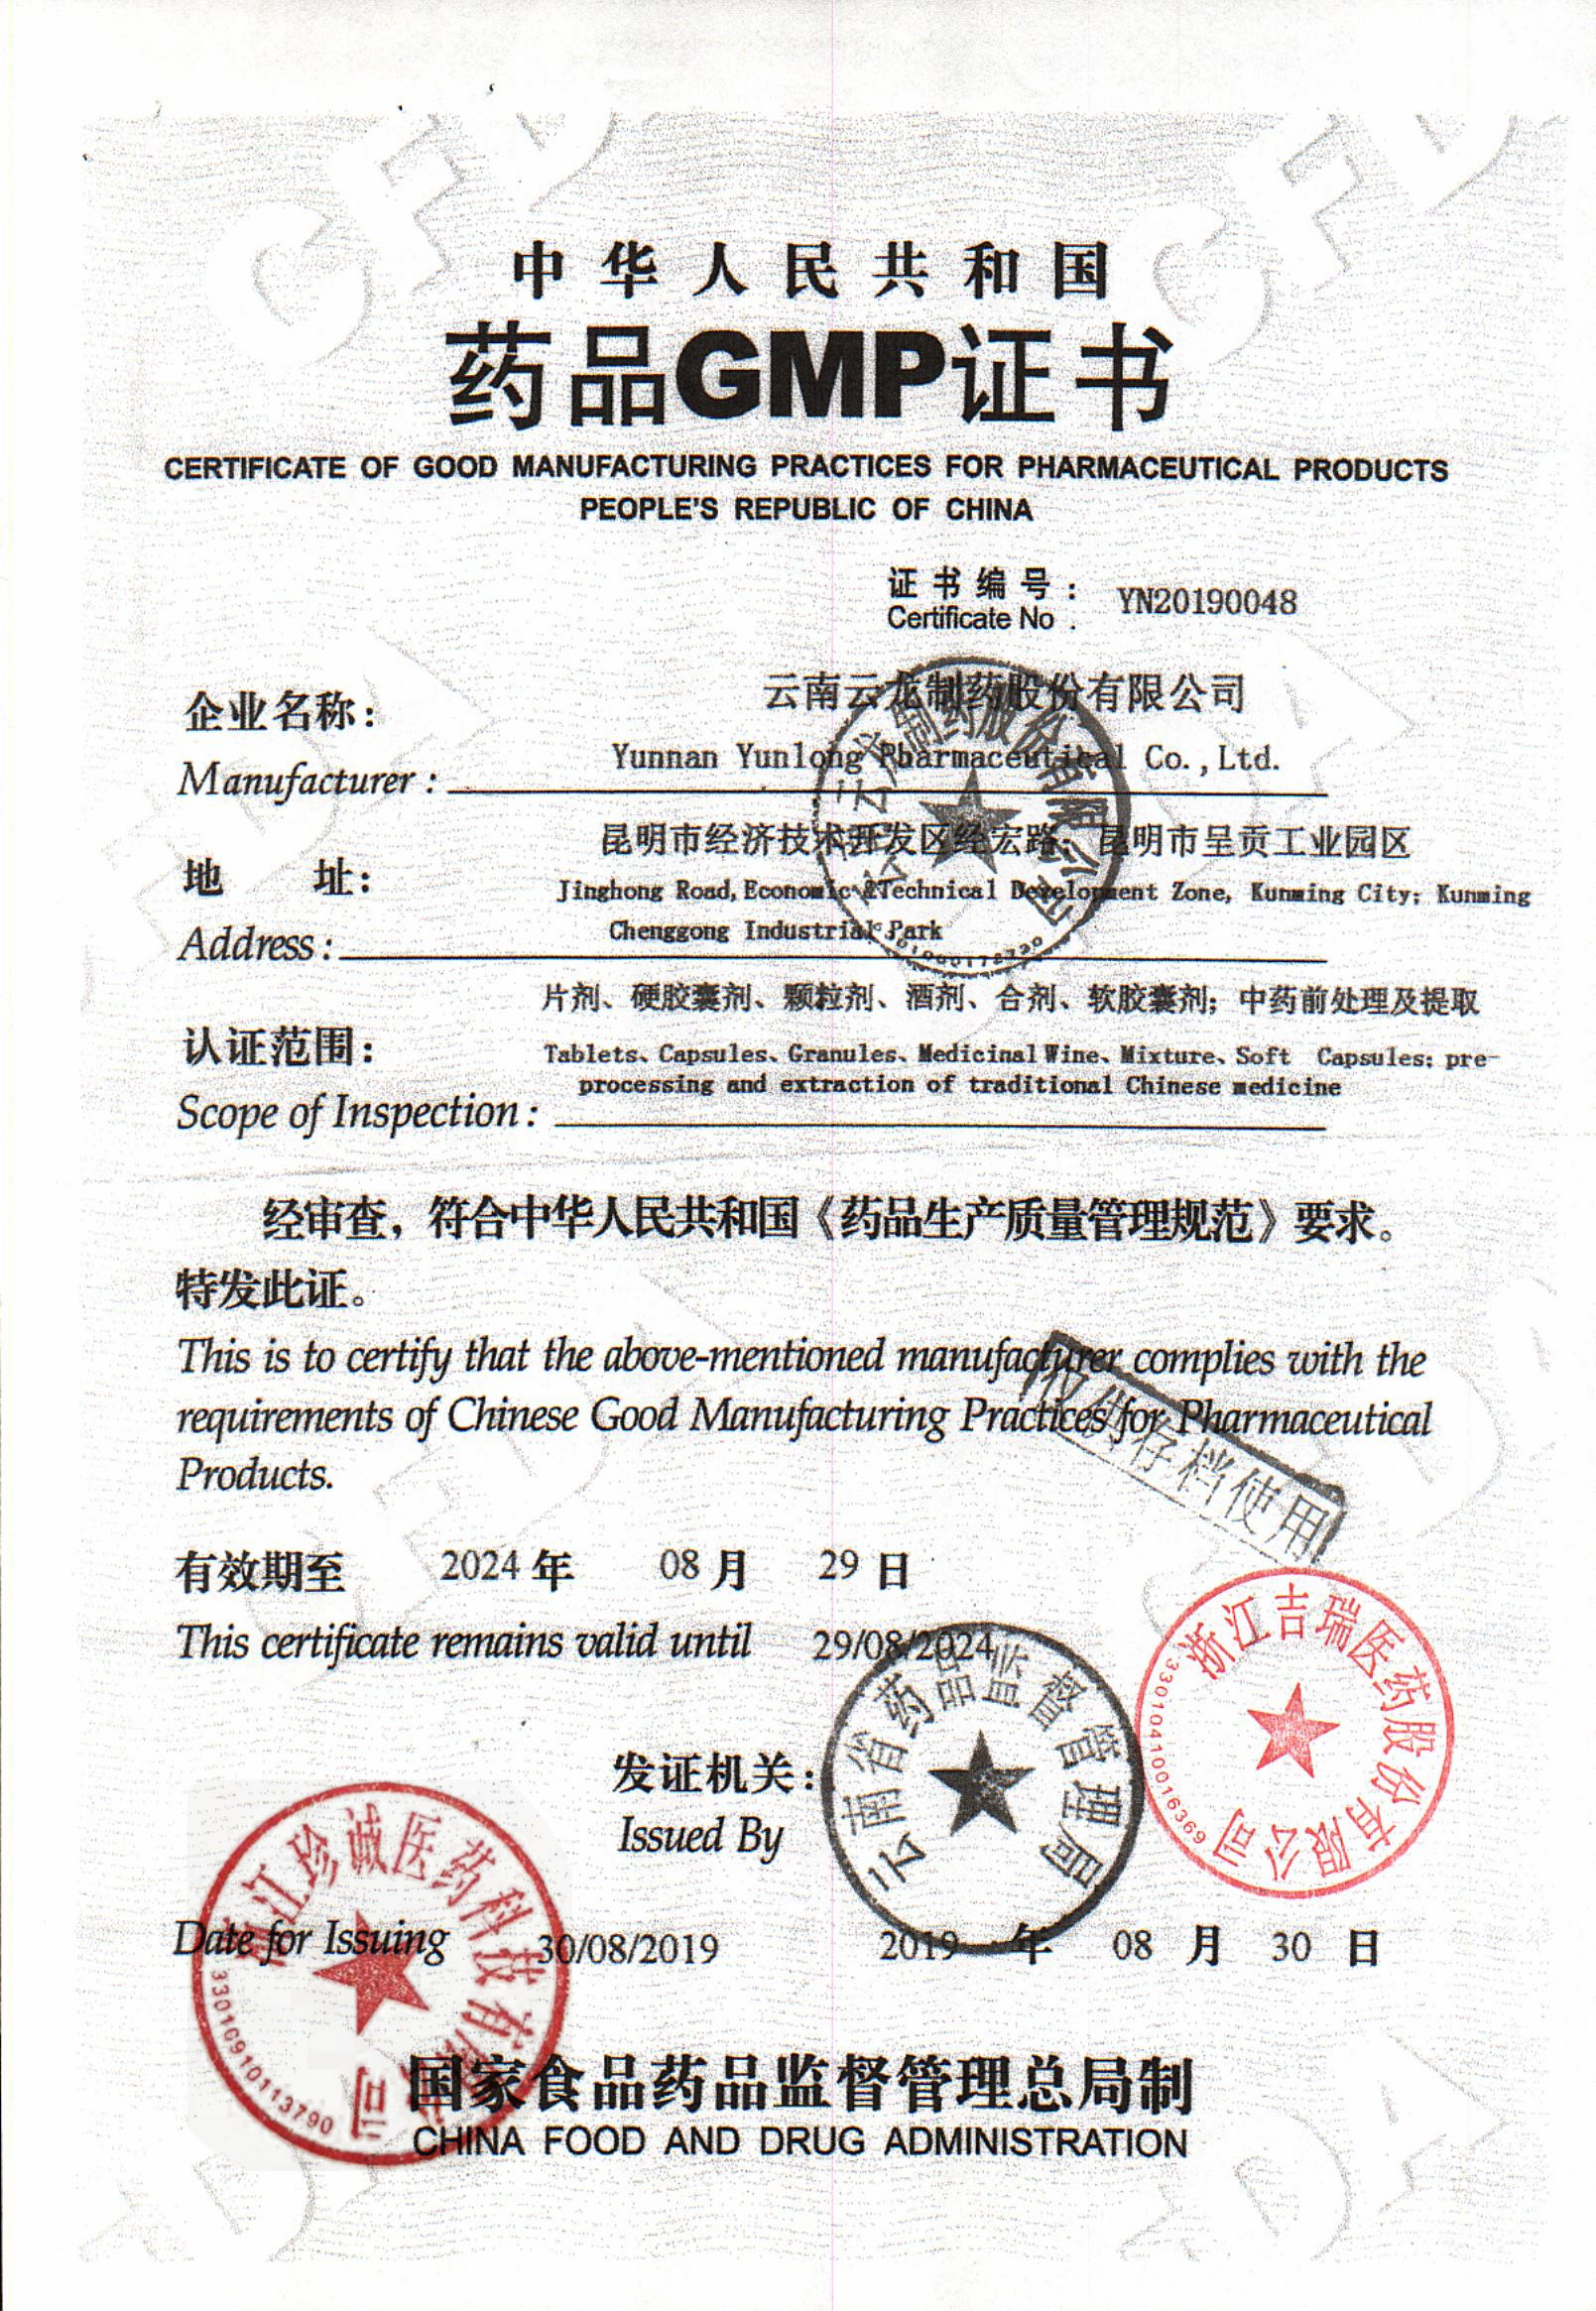 中华人民共和国
药品GMP证书
CERTIFICATE OF GOOD MANUFACTURING PRACTICES FOR PHARMACEUTICAL PRODUCTS
PEOPLE'S REPUBLIC OF CHINA
证书编号： YN20190048
Certificate No .
云南云龙制药股份有限公司
企业名称：
Yunnan Yunlong Pharmaceutical Co.,Ltd.
Manufacturer :
昆明市经济技术开发区经宏路；昆明市呈贡工业园区
地 址：
Jinghong Road,Economic &Technical Development Zone, Kunming City; Kunming
Chenggong Industrial Park
Address :
片剂、硬胶囊剂、颗粒剂、酒剂、合剂、软胶囊剂；中药前处理及提取
认证范围：
Tablets、Capsules、Granules、Medicinal Wine、Mixture、Soft Capsules; pre-
processing and extraction of traditional Chinese medicine
Scope of Inspection :
经审查，符合中华人民共和国《药品生产质量管理规范》要求。
特发此证。
This is to certify that the above-mentioned manufacturer complies with the
requirements of Chinese Good Manufacturing Practices for Pharmaceutical
Products.
仅供存档使用
有效期至 2024 年 08 月 29 日
This certificate remains valid until 29/08/2024
浙江吉瑞医药股份有限公司
33010410016369
云南省药品监督管理局
发证机关：
Issued By
浙江珍诚医药科技有限公司
33010910113790
Date for Issuing 30/08/2019 2019 年 08 月 30 日
国家食品药品监督管理总局制
CHINA FOOD AND DRUG ADMINISTRATION
CFDA